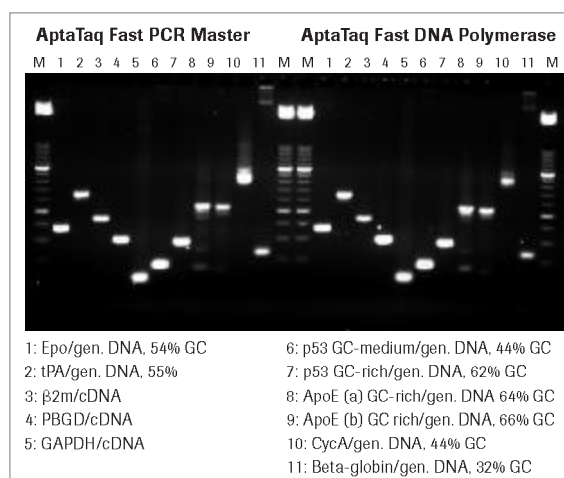 AptaTaq Fast PCR Master
AptaTaq Fast DNA Polymerase
M 1 2 3 4 5 6 7 8 9 10 11 M M 1 2 3 4 5 6 7 8 9 10 11 M
1: Epo/gen. DNA, 54% GC
2: tPA/gen. DNA, 55%
3: β2m/cDNA
4: PBGD/cDNA
5: GAPDH/cDNA
6: p53 GC-medium/gen. DNA, 44% GC
7: p53 GC-rich/gen. DNA, 62% GC
8: ApoE (a) GC-rich/gen. DNA 64% GC
9: ApoE (b) GC rich/gen. DNA, 66% GC
10: CycA/gen. DNA, 44% GC
11: Beta-globin/gen. DNA, 32% GC